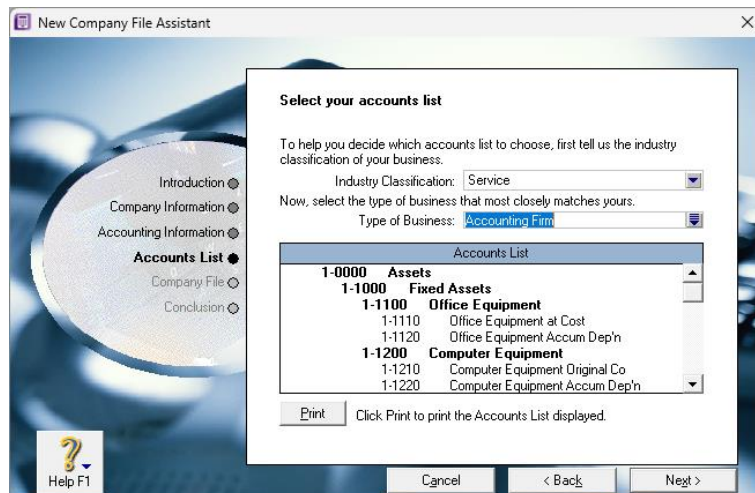 New Company File Assistant
Select your accounts list
To help you decide which accounts list to choose, first tell us the industry
classification of your business.
Industry Classification: Service
Now, select the type of business that most closely matches yours.
Type of Business: Accounting Firm
Introduction
Company Information
Accounting Information
Accounts List
Company File
Conclusion
Accounts List
1-0000 Assets
1-1000 Fixed Assets
1-1100 Office Equipment
1-1110 Office Equipment at Cost
1-1120 Office Equipment Accum Dep'n
1-1200 Computer Equipment
1-1210 Computer Equipment Original Co
1-1220 Computer Equipment Accum Dep'n
Print Click Print to print the Accounts List displayed.
Help F1
Cancel < Back Next >